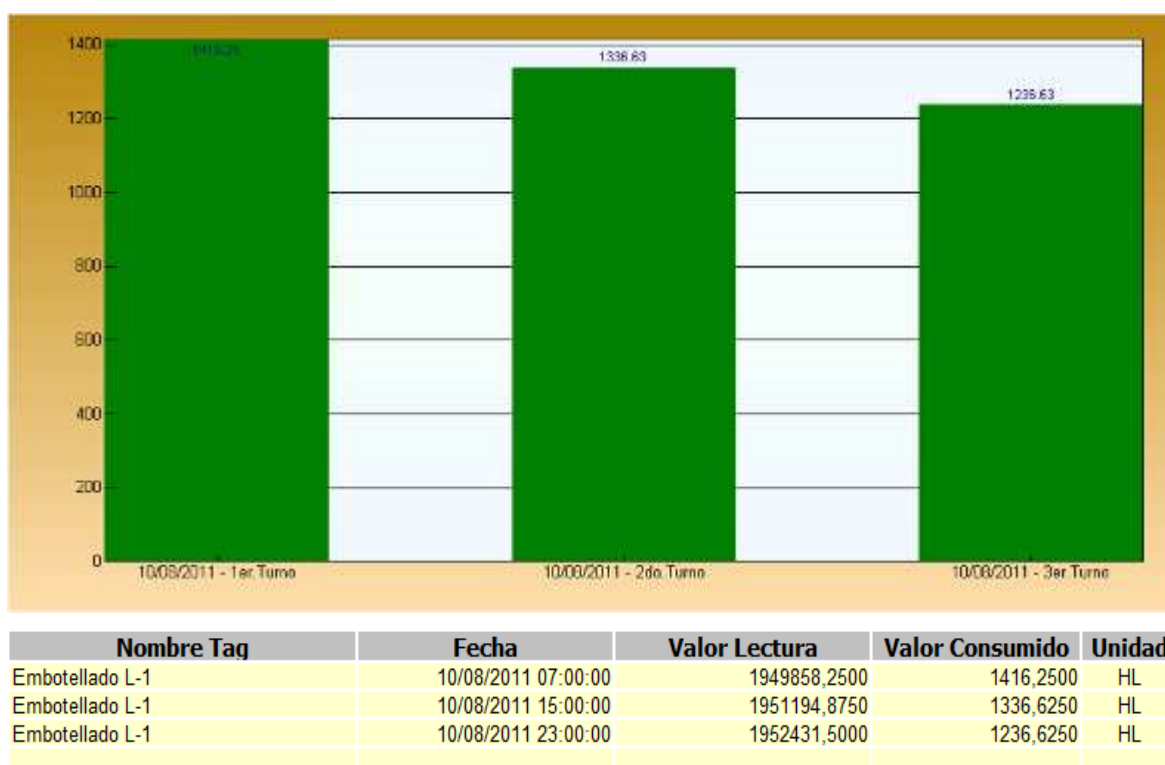 1400
1416.25
1336.63
1236.63
1200
1000
800
600
400
200
0
10/08/2011 - 1er. Turno 10/08/2011 - 2do. Turno 10/08/2011 - 3er Turno
Nombre Tag Fecha Valor Lectura Valor Consumido Unidad
Embotellado L-1 10/08/2011 07:00:00 1949858,2500 1416,2500 HL
Embotellado L-1 10/08/2011 15:00:00 1951194,8750 1336,6250 HL
Embotellado L-1 10/08/2011 23:00:00 1952431,5000 1236,6250 HL